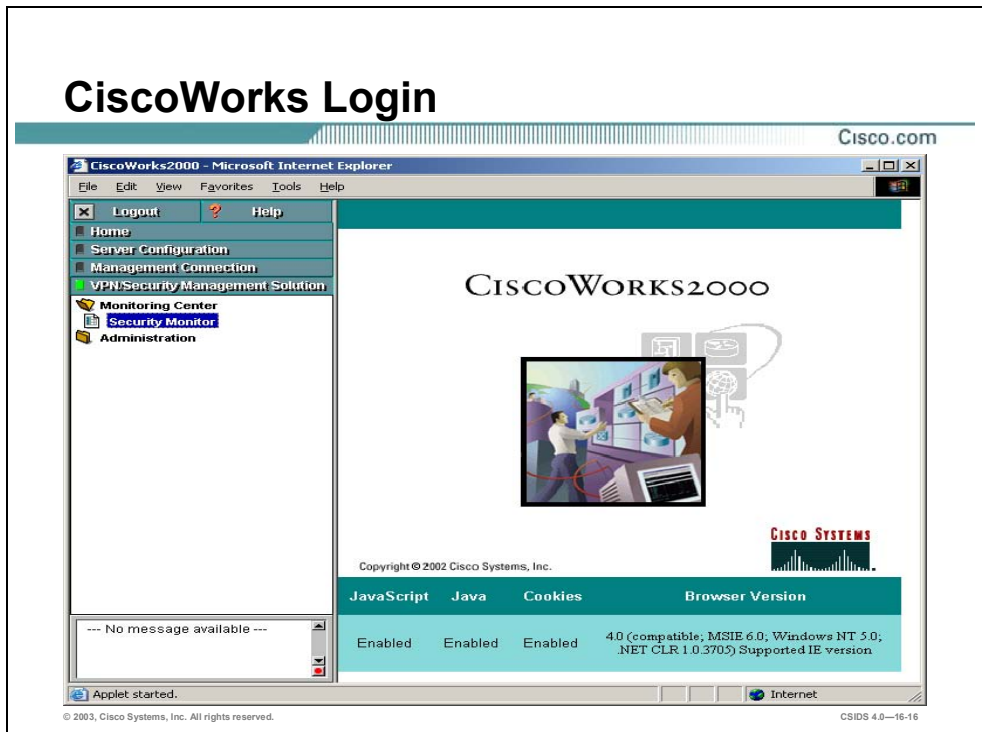 CiscoWorks Login
Cisco.com
CiscoWorks2000 - Microsoft Internet Explorer
File Edit View Favorites Tools Help
Logout ? Help
Home
Server Configuration
Management Connection
VPN/Security Management Solution
Monitoring Center
Security Monitor
Administration
CISCOWORKS2000
CISCO SYSTEMS
Copyright © 2002 Cisco Systems, Inc.
JavaScript Java Cookies Browser Version
Enabled Enabled Enabled 4.0 (compatible; MSIE 6.0; Windows NT 5.0;
.NET CLR 1.0.3705) Supported IE version
--- No message available ---
Applet started.
Internet
© 2003, Cisco Systems, Inc. All rights reserved.
CSIDS 4.0—16-16